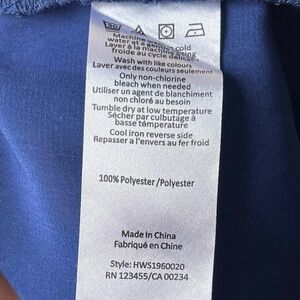 Machine wash cold
water at a gentle
Laver à la machine
froide au cycle délicat
Wash with like colours
Laver avec des couleurs seulement
Only non-chlorine
bleach when needed
Utiliser un agent de blanchiment
non chloré au besoin
Tumble dry at low temperature
Sécher par culbutage à
basse température
Cool iron reverse side
Repasser a l'envers au fer froid
100% Polyester/Polyester
Made in China
Fabriqué en Chine
Style: HWS1960020
RN 123455/CA 00234